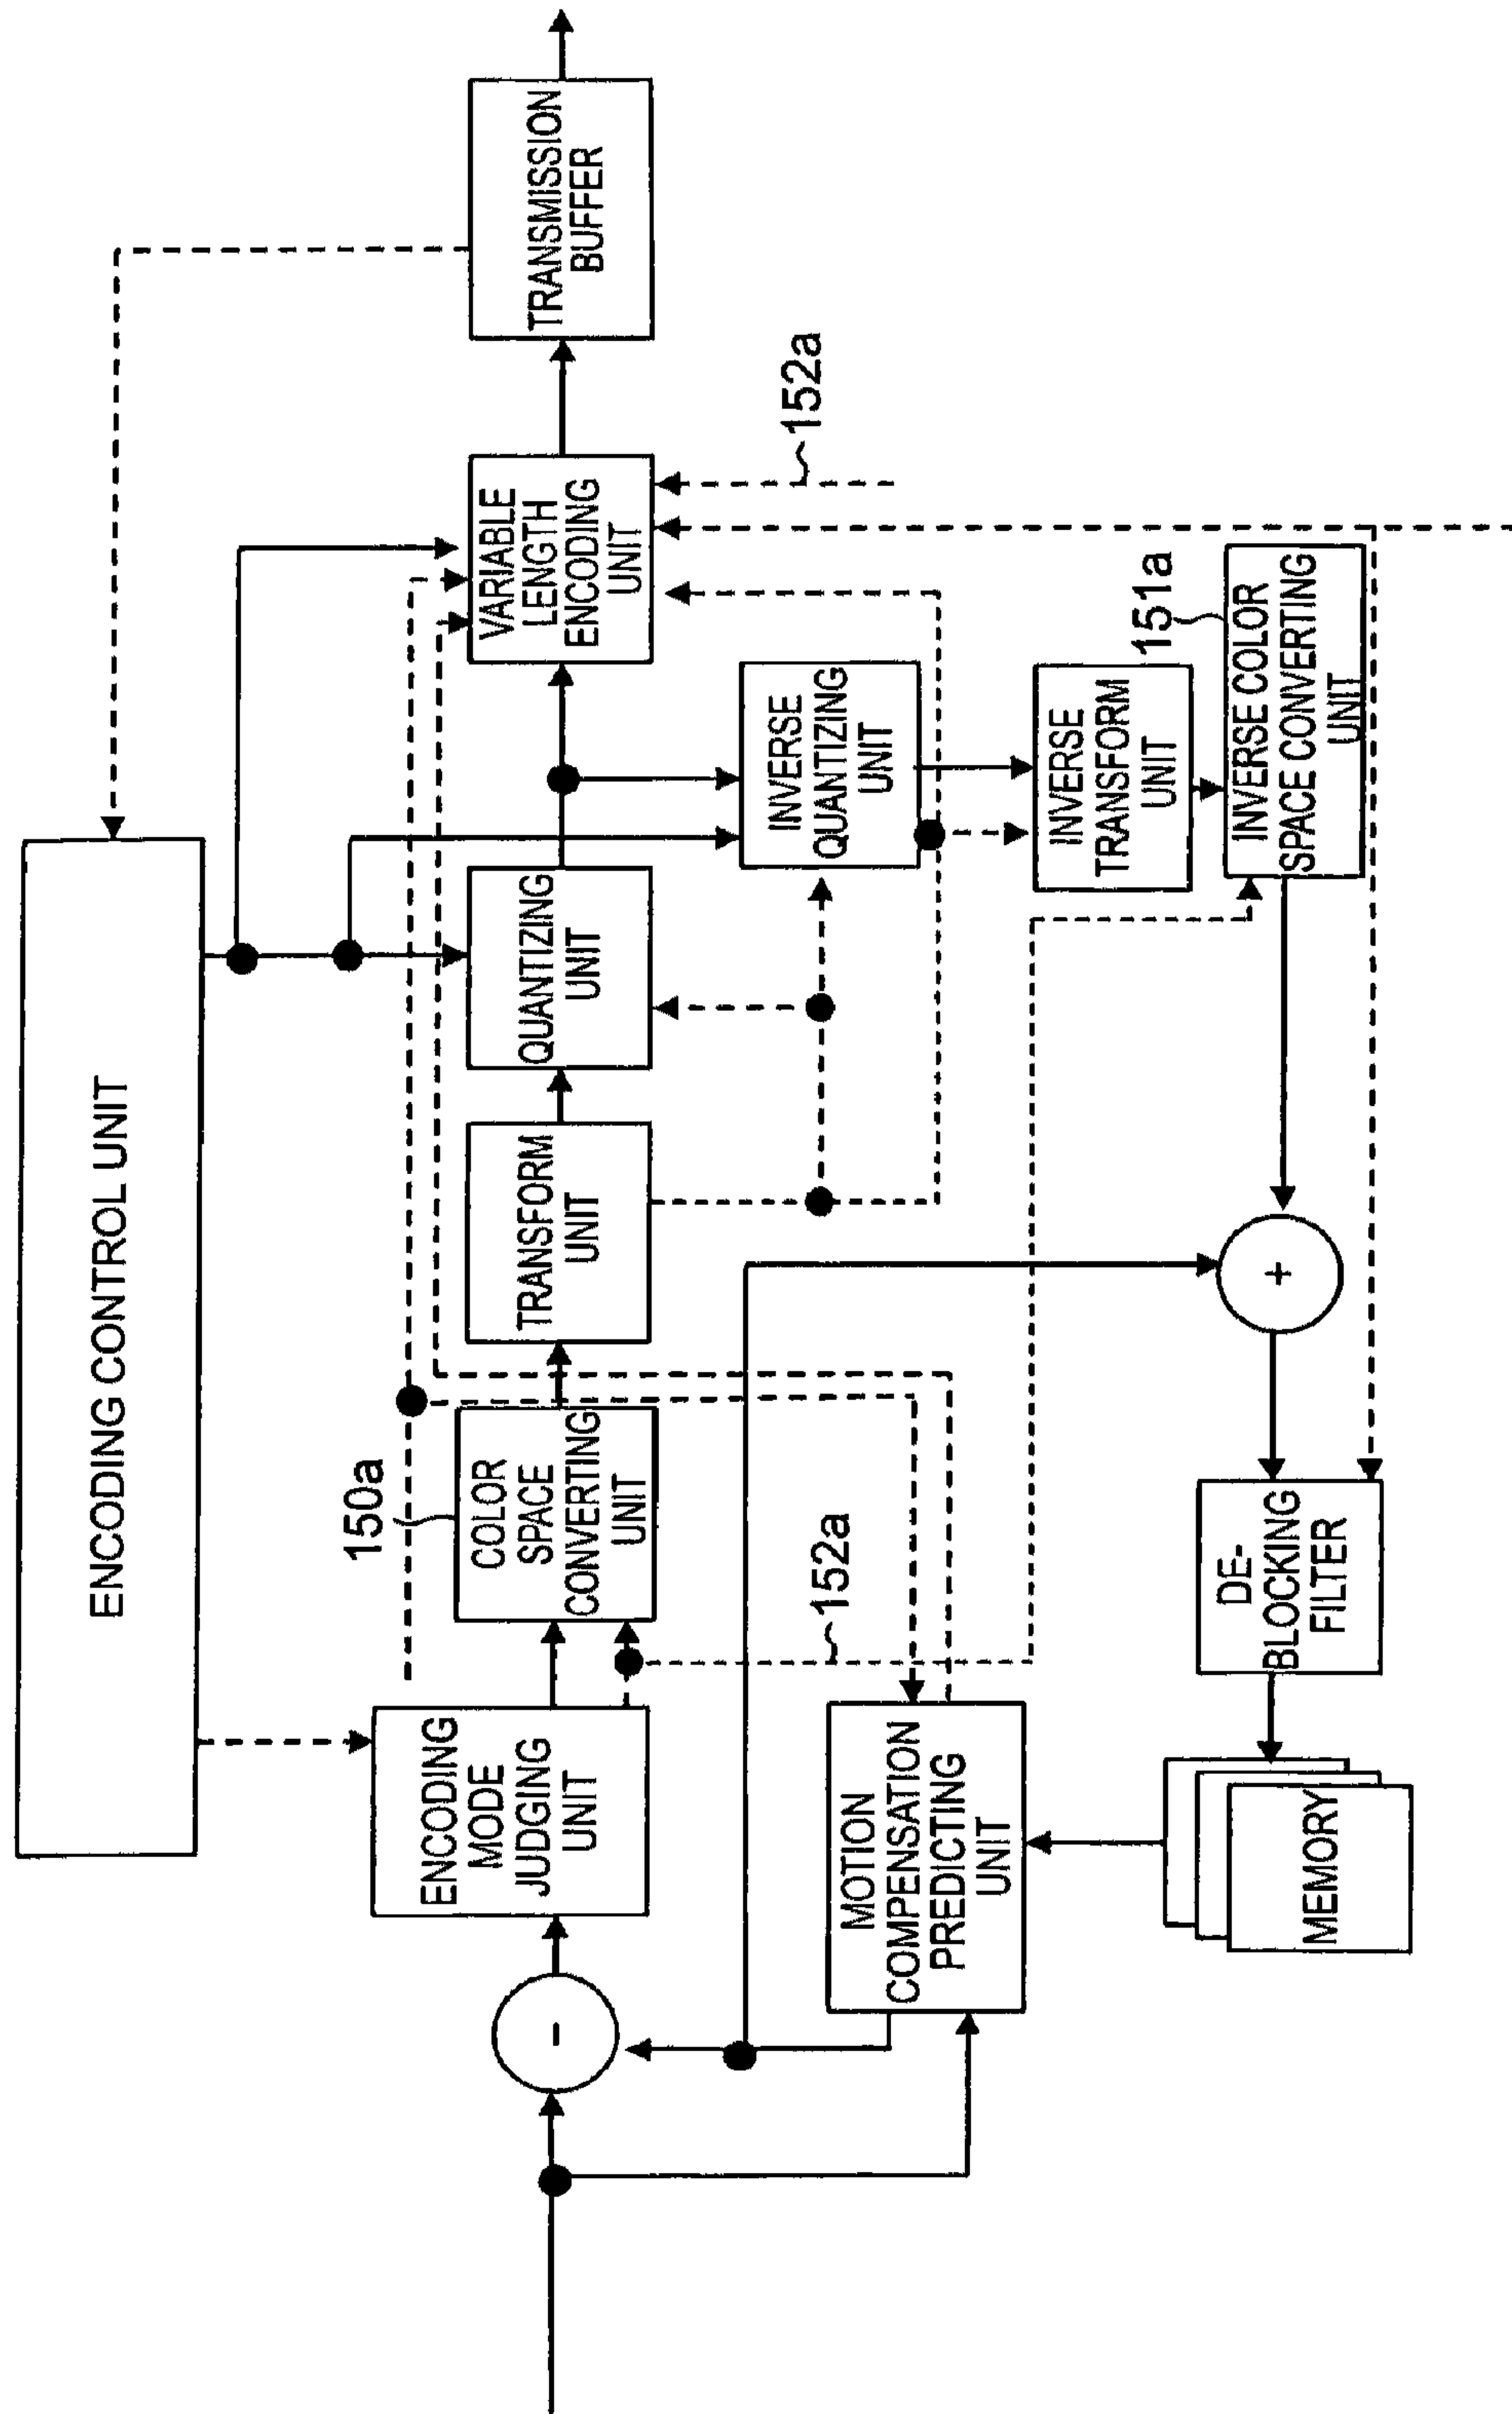 ENCODING CONTROL UNIT
ENCODING
MODE
JUDGING
UNIT
150a
COLOR
SPACE
CONVERTING
UNIT
TRANSFORM
UNIT
QUANTIZING
UNIT
VARIABLE
LENGTH
ENCODING
UNIT
TRANSMISSION
BUFFER
-
152a
152a
MOTION
COMPENSATION
PREDICTING
UNIT
INVERSE
QUANTIZING
UNIT
INVERSE
TRANSFORM
UNIT
151a
INVERSE COLOR
SPACE CONVERTING
UNIT
+
DE-
BLOCKING
FILTER
MEMORY